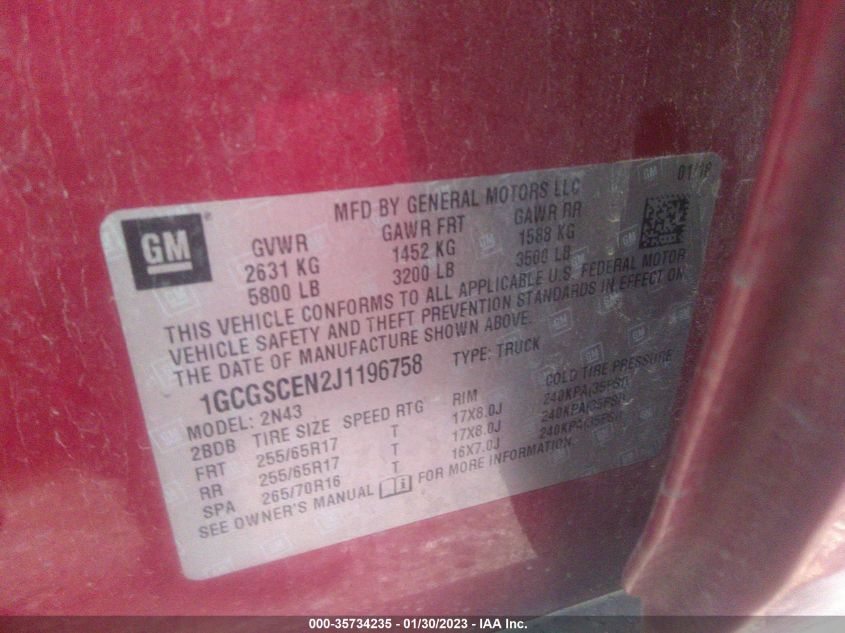 01/18
MFD BY GENERAL MOTORS LLC
GM
GVWR GAWR FRT GAWR RR
2631 KG 1452 KG 1588 KG
5800 LB 3200 LB 3500 LB
THIS VEHICLE CONFORMS TO ALL APPLICABLE U.S. FEDERAL MOTOR
VEHICLE SAFETY AND THEFT PREVENTION STANDARDS IN EFFECT ON
THE DATE OF MANUFACTURE SHOWN ABOVE.
1GCGSCEN2J1196758 TYPE: TRUCK
MODEL: 2N43
2BDB TIRE SIZE SPEED RTG RIM COLD TIRE PRESSURE
FRT 255/65R17 T 17X8.0J 240KPA(35PSI)
RR 255/65R17 T 17X8.0J 240KPA(35PSI)
SPA 265/70R16 T 16X7.0J 240KPA(35PSI)
SEE OWNER'S MANUAL FOR MORE INFORMATION.
000-35734235 - 01/30/2023 - IAA Inc.